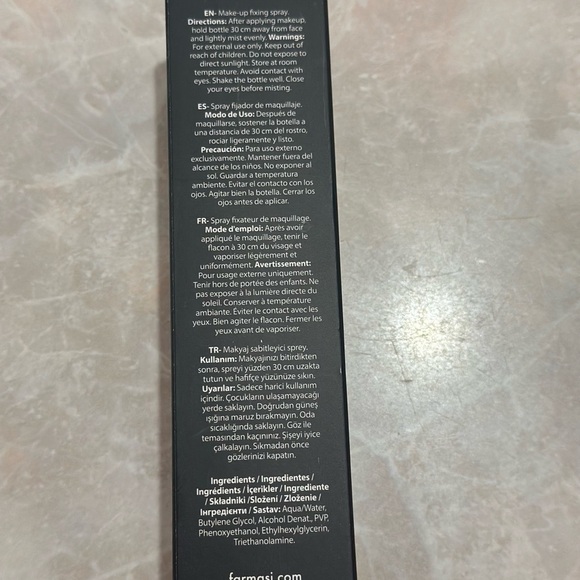 EN- Make-up fixing spray.
Directions: After applying makeup,
hold bottle 30 cm away from face
and lightly mist evenly. Warnings:
For external use only. Keep out of
reach of children. Do not expose to
direct sunlight. Store at room
temperature. Avoid contact with
eyes. Shake the bottle well. Close
your eyes before misting.
ES- Spray fijador de maquillaje.
Modo de Uso: Después de
maquillarse, sostener la botella a
una distancia de 30 cm del rostro,
rociar ligeramente y listo.
Precaución: Para uso externo
exclusivamente. Mantener fuera del
alcance de los niños. No exponer al
sol. Guardar a temperatura
ambiente. Evitar el contacto con los
ojos. Agitar bien la botella. Cerrar los
ojos antes de aplicar.
FR- Spray fixateur de maquillage.
Mode d'emploi: Après avoir
appliqué le maquillage, tenir le
flacon à 30 cm du visage et
vaporiser légèrement et
uniformément. Avertissement:
Pour usage externe uniquement.
Tenir hors de portée des enfants. Ne
pas exposer à la lumière directe du
soleil. Conserver à température
ambiante. Éviter le contact avec les
yeux. Bien agiter le flacon. Fermer les
yeux avant de vaporiser.
TR- Makyaj sabitleyici sprey.
Kullanım: Makyajınızı bitirdikten
sonra, spreyi yüzden 30 cm uzakta
tutun ve hafifçe yüzünüze sıkın.
Uyarılar: Sadece harici kullanım
içindir. Çocukların ulaşamayacağı
yerde saklayın. Doğrudan güneş
ışığına maruz bırakmayın. Oda
sıcaklığında saklayın. Göz ile
temasından kaçınınız. Şişeyi iyice
çalkalayın. Sıkmadan önce
gözlerinizi kapatın.
Ingredients / Ingredientes /
Ingrédients / İçerikler / Ingrediente
/ Składniki /Složení / Zloženie /
Інгредієнти / Sastav: Aqua/Water,
Butylene Glycol, Alcohol Denat., PVP,
Phenoxyethanol, Ethylhexylglycerin,
Triethanolamine.
farmasi.com